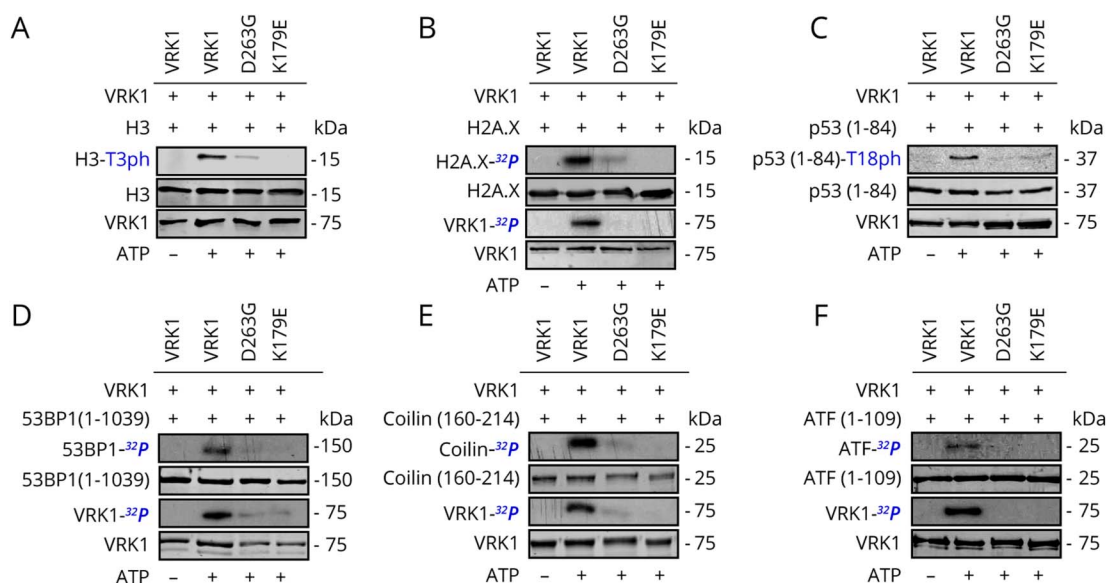 A
VRK1 VRK1 D263G K179E
VRK1 + + + +
H3 + + + + kDa
H3-T3ph - 15
H3 - 15
VRK1 - 75
ATP – + + +
B
VRK1 VRK1 D263G K179E
VRK1 + + + +
H2A.X + + + + kDa
H2A.X-32P - 15
H2A.X - 15
VRK1-32P - 75
VRK1 - 75
ATP – + + +
C
VRK1 VRK1 D263G K179E
VRK1 + + + +
p53 (1-84) + + + + kDa
p53 (1-84)-T18ph - 37
p53 (1-84) - 37
VRK1 - 75
ATP – + + +
D
VRK1 VRK1 D263G K179E
VRK1 + + + +
53BP1(1-1039) + + + + kDa
53BP1-32P -150
53BP1(1-1039) -150
VRK1-32P - 75
VRK1 - 75
ATP – + + +
E
VRK1 VRK1 D263G K179E
VRK1 + + + +
Coilin (160-214) + + + + kDa
Coilin-32P - 25
Coilin (160-214) - 25
VRK1-32P - 75
VRK1 - 75
ATP – + + +
F
VRK1 VRK1 D263G K179E
VRK1 + + + +
ATF (1-109) + + + + kDa
ATF-32P - 25
ATF (1-109) - 25
VRK1-32P - 75
VRK1 - 75
ATP – + + +